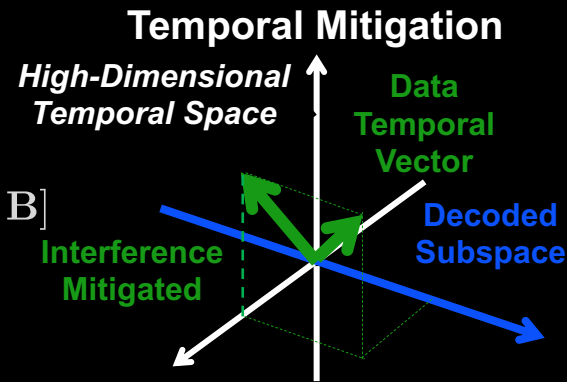 Temporal Mitigation
High-Dimensional
Temporal Space
Data
Temporal
Vector
B]
Decoded
Subspace
Interference
Mitigated